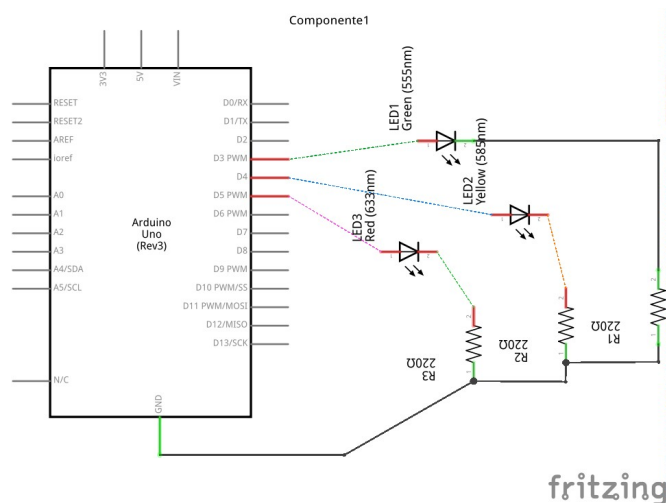 Componente1
3V3
5V
VIN
RESET
RESET2
AREF
ioref
A0
A1
A2
A3
A4/SDA
A5/SCL
N/C
Arduino
Uno
(Rev3)
D0/RX
D1/TX
D2
D3 PWM
D4
D5 PWM
D6 PWM
D7
D8
D9 PWM
D10 PWM/SS
D11 PWM/MOSI
D12/MISO
D13/SCK
GND
LED1
Green (555nm)
LED2
Yellow (585nm)
LED3
Red (633nm)
R1
220Ω
R2
220Ω
R3
220Ω
fritzing